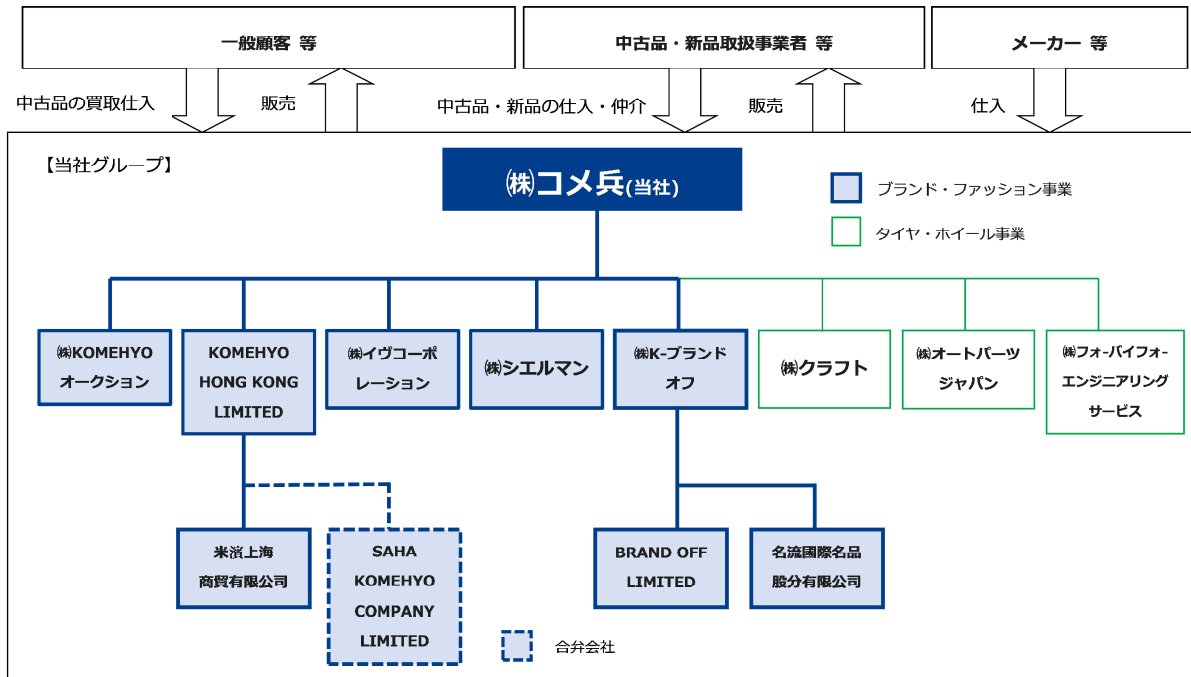 一般顧客 等
中古品・新品取扱事業者 等
メーカー 等
中古品の買取仕入
販売
中古品・新品の仕入・仲介
販売
仕入
【当社グループ】
㈱コメ兵(当社)
ブランド・ファッション事業
タイヤ・ホイール事業
㈱KOMEHYO
オークション
KOMEHYO
HONG KONG
LIMITED
㈱イヴコーポ
レーション
㈱シエルマン
㈱K-ブランド
オフ
㈱クラフト
㈱オートパーツ
ジャパン
㈱フォ-バイフォ-
エンジニアリング
サービス
米濱上海
商貿有限公司
SAHA
KOMEHYO
COMPANY
LIMITED
BRAND OFF
LIMITED
名流國際名品
股分有限公司
合弁会社